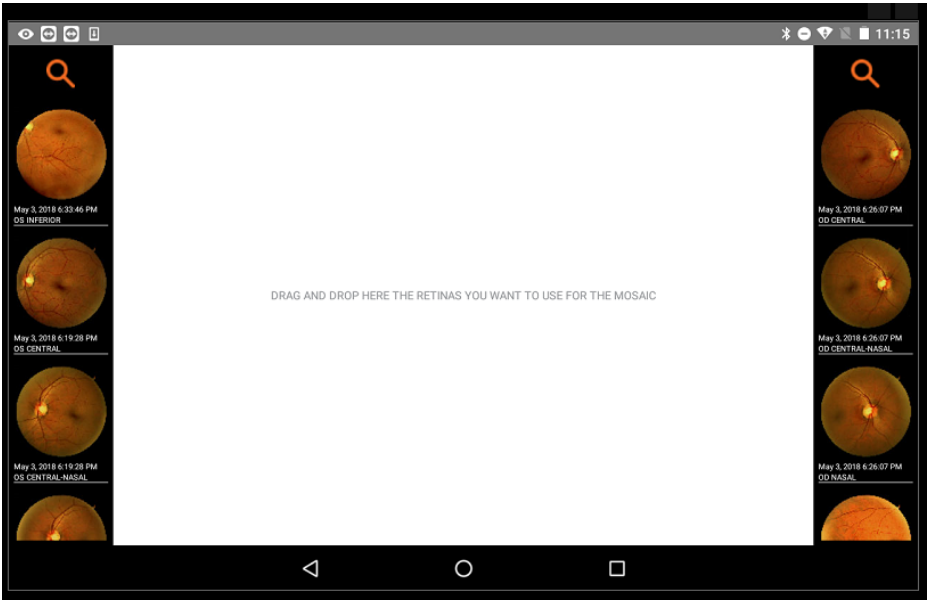 11:15
May 3, 2018 6:33:46 PM
OS INFERIOR
May 3, 2018 6:19:28 PM
OS CENTRAL
May 3, 2018 6:19:28 PM
OS CENTRAL-NASAL
DRAG AND DROP HERE THE RETINAS YOU WANT TO USE FOR THE MOSAIC
May 3, 2018 6:26:07 PM
OD CENTRAL
May 3, 2018 6:26:07 PM
OD CENTRAL-NASAL
May 3, 2018 6:26:07 PM
OD NASAL